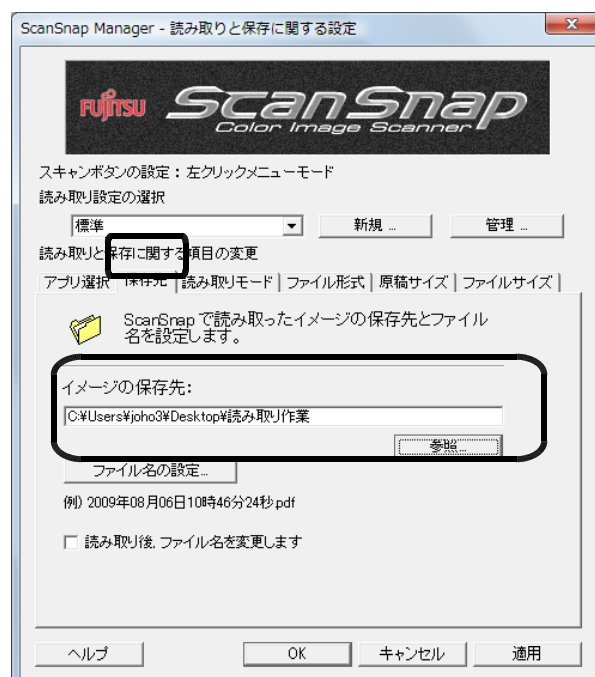 ScanSnap Manager - 読み取りと保存に関する設定
FUJITSU ScanSnap
Color Image Scanner
スキャンボタンの設定：左クリックメニューモード
読み取り設定の選択
標準 新規 ... 管理 ...
読み取りと保存に関する項目の変更
アプリ選択 保存先 読み取りモード ファイル形式 原稿サイズ ファイルサイズ
ScanSnap で読み取ったイメージの保存先とファイル
名を設定します。
イメージの保存先：
C:¥Users¥joho3¥Desktop¥読み取り作業
参照...
ファイル名の設定...
例) 2009年08月06日10時46分24秒.pdf
読み取り後、ファイル名を変更します
ヘルプ OK キャンセル 適用